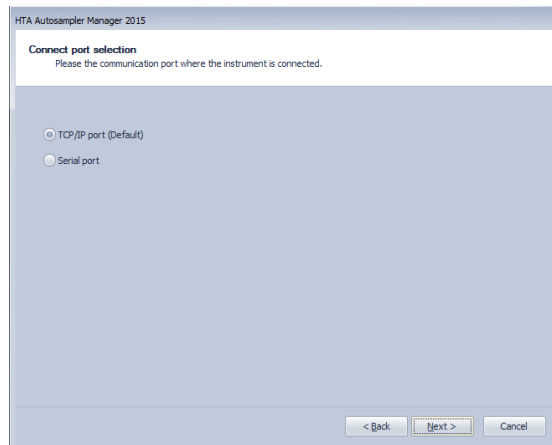 HTA Autosampler Manager 2015
Connect port selection
Please the communication port where the instrument is connected.
TCP/IP port (Default)
Serial port
< Back Next > Cancel